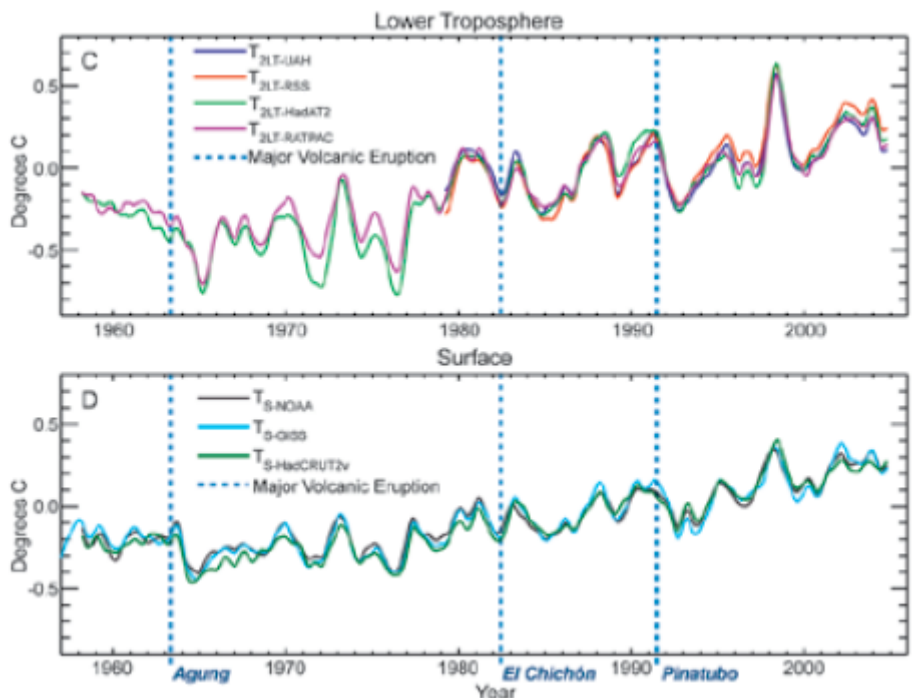 Lower Troposphere
C
T2LT-UAH
T2LT-RSS
T2LT-HadAT2
T2LT-RATPAC
Major Volcanic Eruption
Degrees C
0.5
0.0
-0.5
1960 1970 1980 1990 2000
Surface
D
TS-NOAA
TS-GISS
TS-HadCRUT2v
Major Volcanic Eruption
Degrees C
0.5
0.0
-0.5
1960 1970 1980 1990 2000
Agung El Chichón Pinatubo
Year